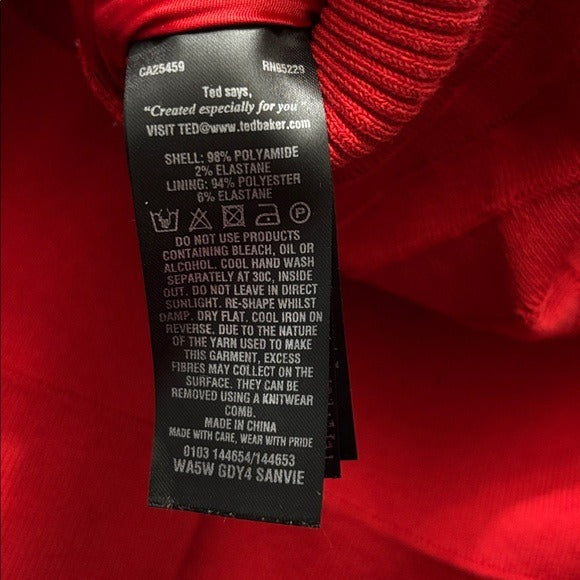 CA25459 RN65229
Ted says,
"Created especially for you"
VISIT TED@www.tedbaker.com
SHELL: 98% POLYAMIDE
2% ELASTANE
LINING: 94% POLYESTER
6% ELASTANE
P
DO NOT USE PRODUCTS
CONTAINING BLEACH, OIL OR
ALCOHOL. COOL HAND WASH
SEPARATELY AT 30C, INSIDE
OUT. DO NOT LEAVE IN DIRECT
SUNLIGHT. RE-SHAPE WHILST
DAMP. DRY FLAT. COOL IRON ON
REVERSE. DUE TO THE NATURE
OF THE YARN USED TO MAKE
THIS GARMENT, EXCESS
FIBRES MAY COLLECT ON THE
SURFACE. THEY CAN BE
REMOVED USING A KNITWEAR
COMB.
MADE IN CHINA
MADE WITH CARE, WEAR WITH PRIDE
0103 144654/144653
WA5W GDY4 SANVIE